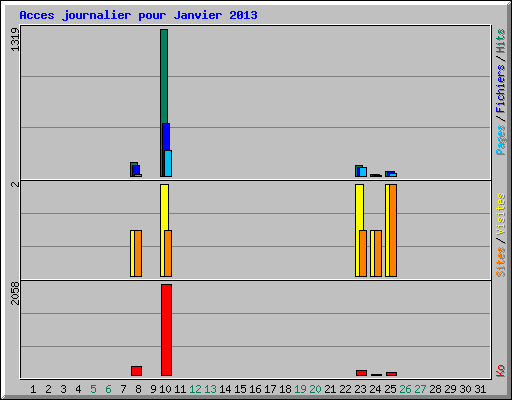 Acces journalier pour Janvier 2013
1319
Pages / Fichiers / Hits
2
Sites / Visites
2058
Ko
1 2 3 4 5 6 7 8 9 10 11 12 13 14 15 16 17 18 19 20 21 22 23 24 25 26 27 28 29 30 31